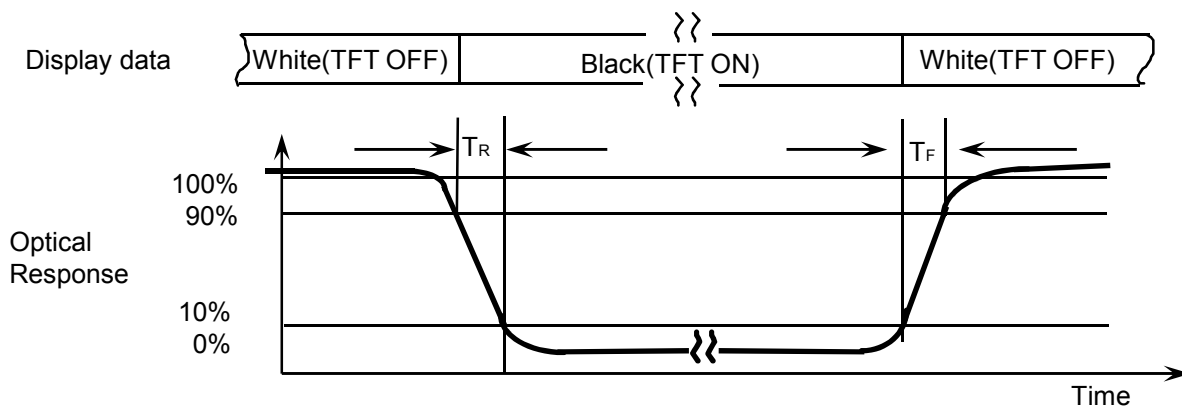 Display data
White(TFT OFF)
Black(TFT ON)
White(TFT OFF)
TR
TF
100%
90%
Optical
Response
10%
0%
Time